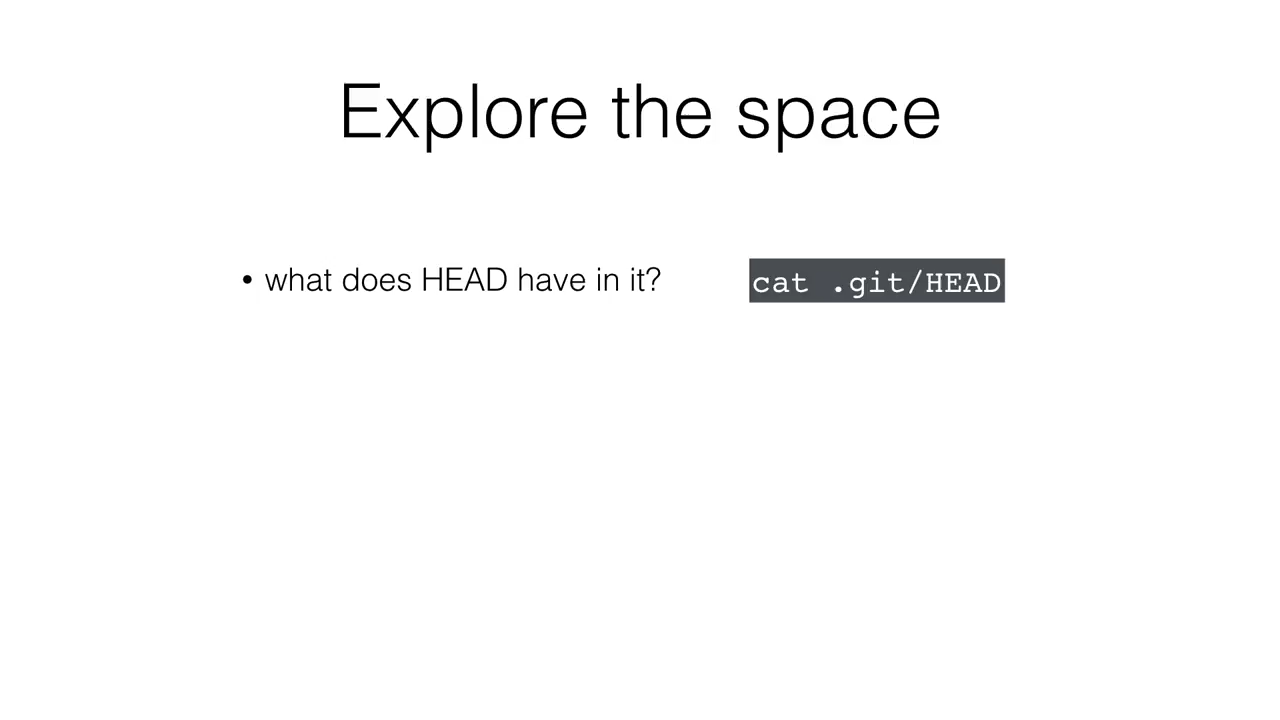 Explore the space
• what does HEAD have in it? cat .git/HEAD